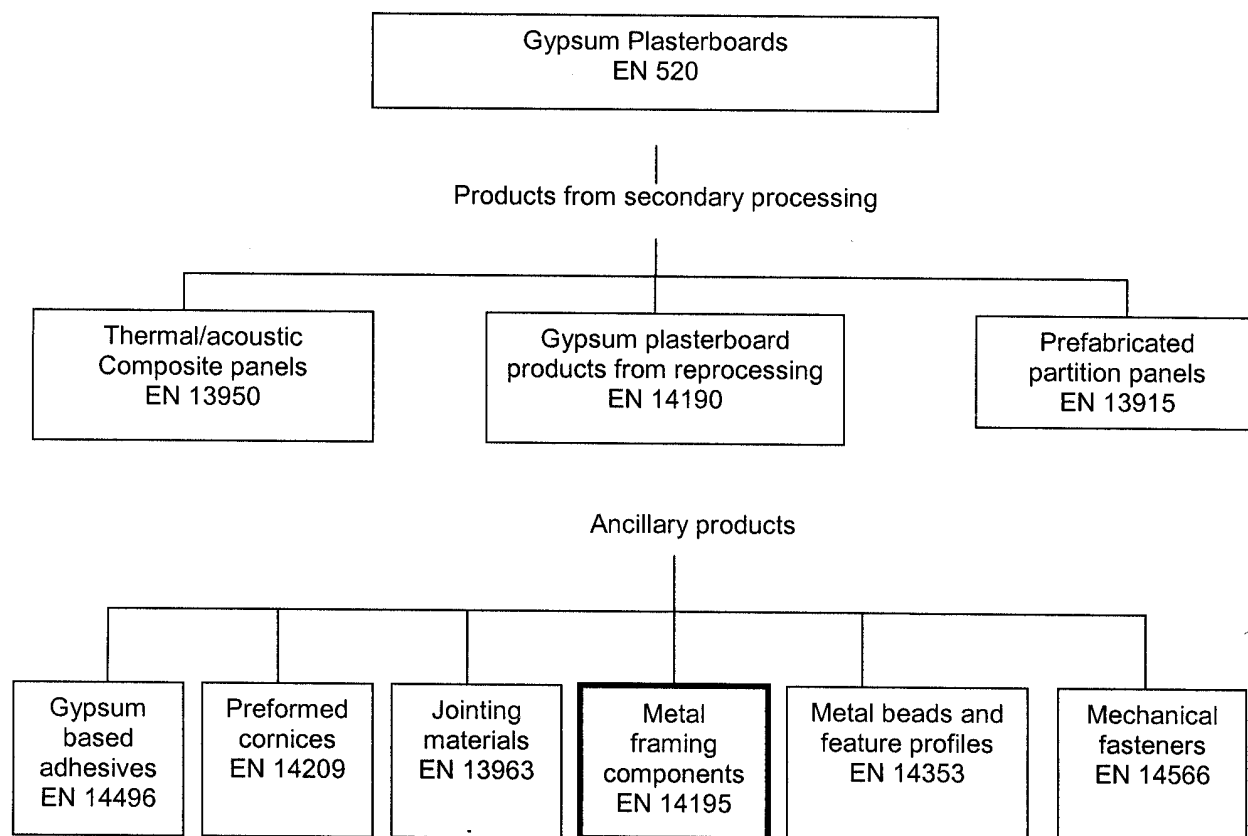 Gypsum Plasterboards
EN 520
Products from secondary processing
Thermal/acoustic
Composite panels
EN 13950
Gypsum plasterboard
products from reprocessing
EN 14190
Prefabricated
partition panels
EN 13915
Ancillary products
Gypsum
based
adhesives
EN 14496
Preformed
cornices
EN 14209
Jointing
materials
EN 13963
Metal
framing
components
EN 14195
Metal beads and
feature profiles
EN 14353
Mechanical
fasteners
EN 14566